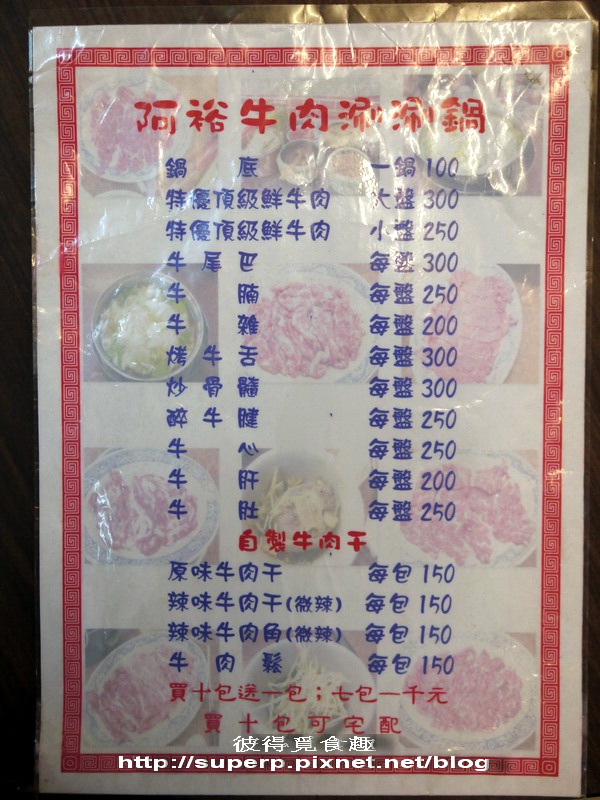 阿裕牛肉涮涮鍋
鍋底 一鍋 100
特優頂級鮮牛肉 大盤 300
特優頂級鮮牛肉 小盤 250
牛尾巴 每盤 300
牛腩 每盤 250
牛雜 每盤 200
烤牛舌 每盤 300
炒骨髓 每盤 300
醉牛腱 每盤 250
牛心 每盤 250
牛肝 每盤 200
牛肚 每盤 250
自製牛肉干
原味牛肉干 每包 150
辣味牛肉干(微辣) 每包 150
辣味牛肉角(微辣) 每包 150
牛肉鬆 每包 150
買十包送一包；七包一千元
買十包可宅配
彼得覓食趣
http://superp.pixnet.net/blog